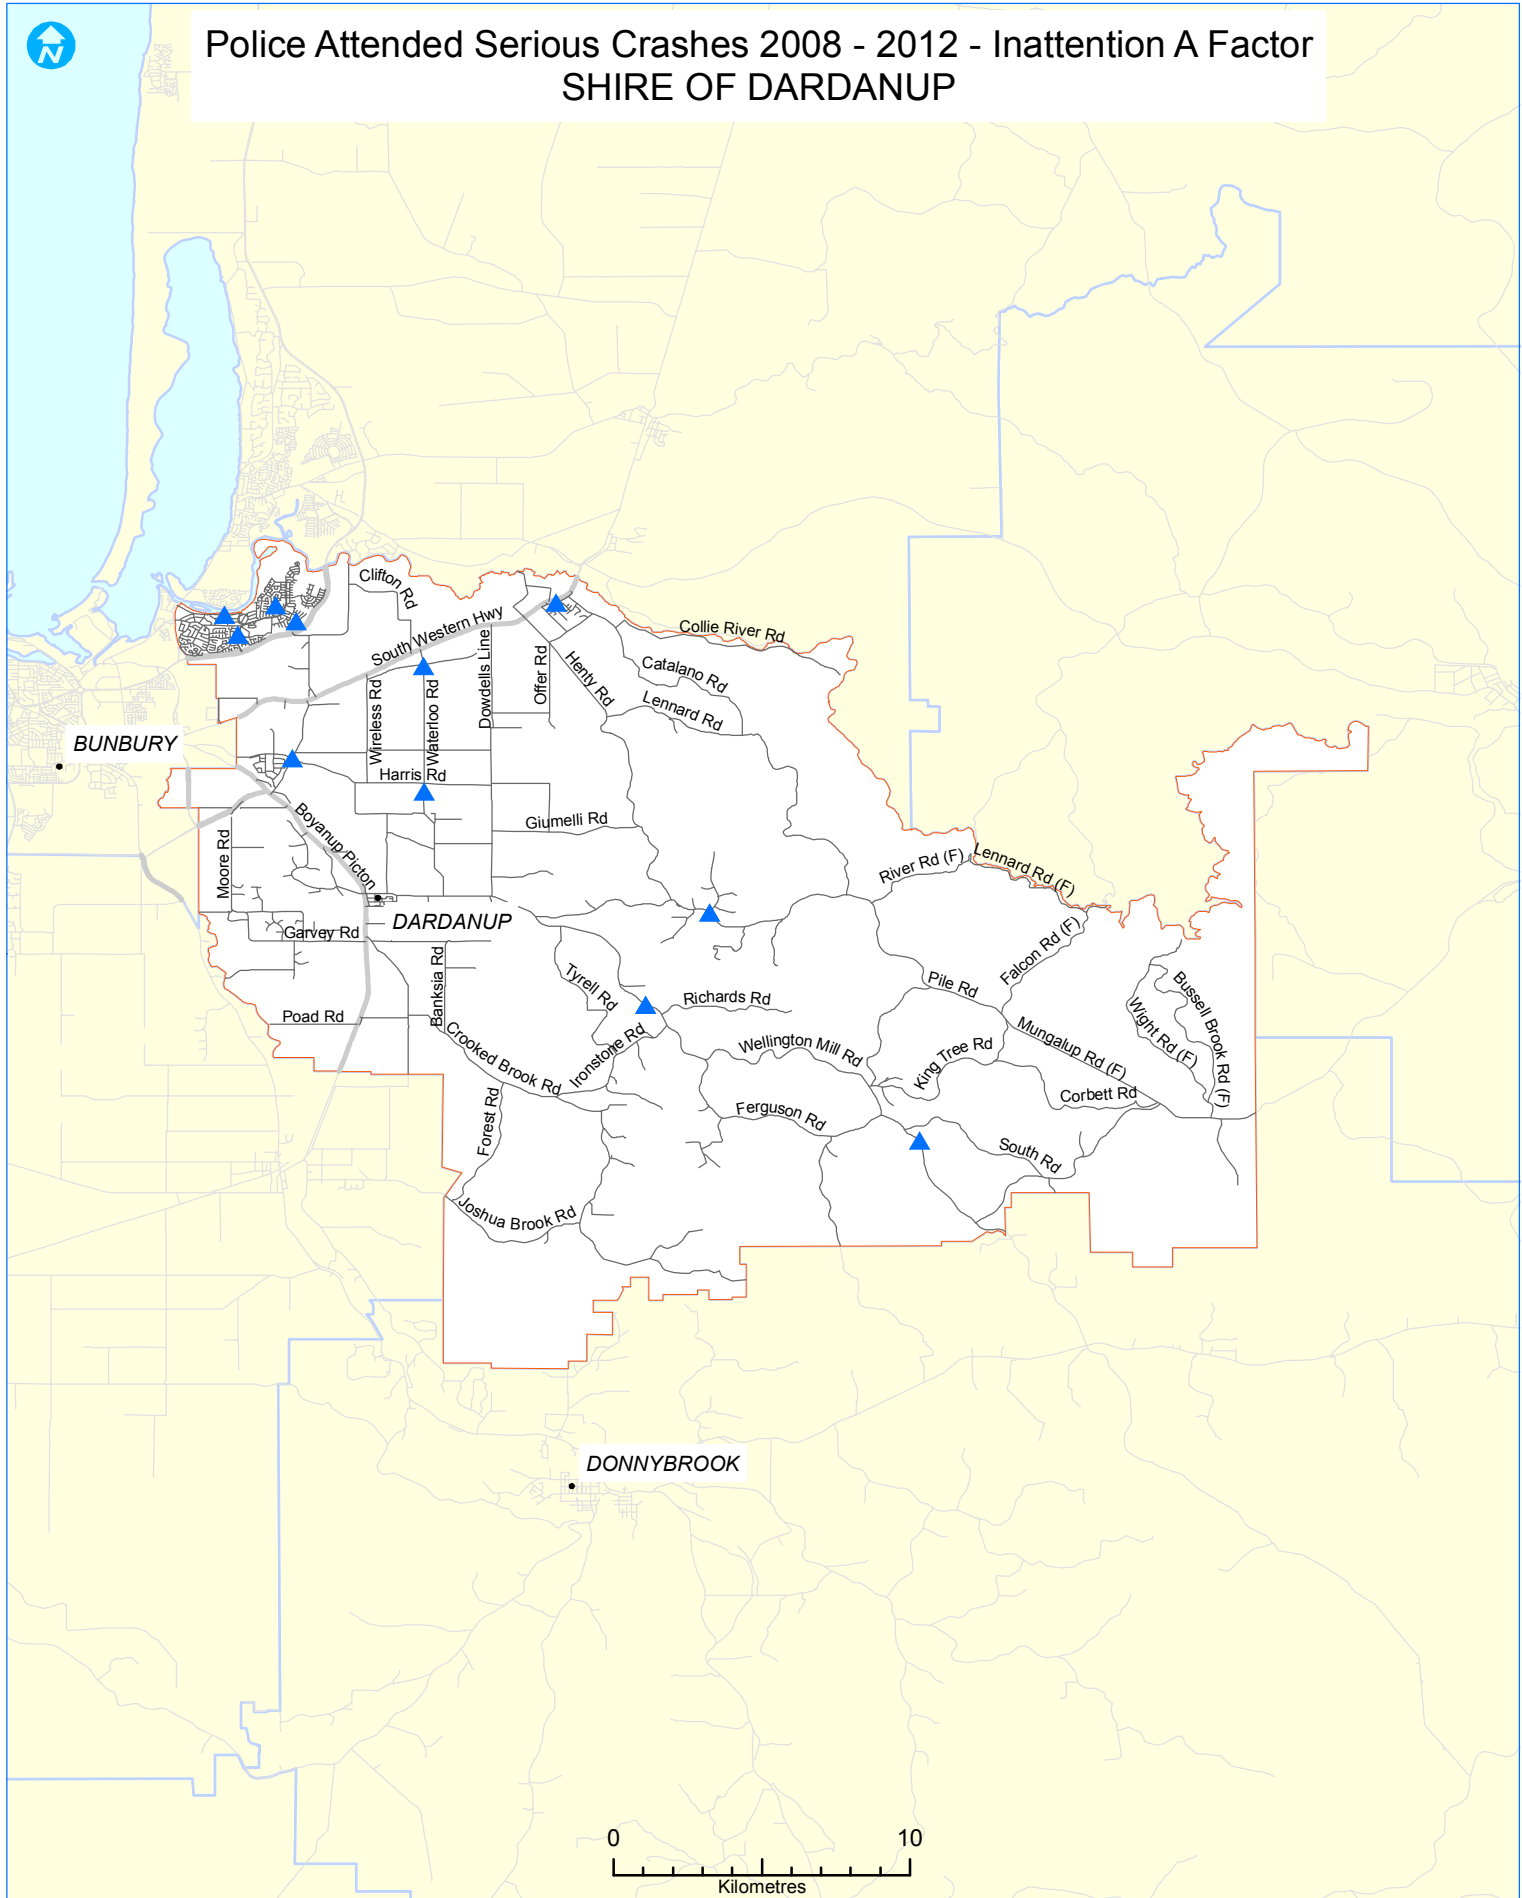 Police Attended Serious Crashes 2008 - 2012 - Inattention A Factor
SHIRE OF DARDANUP
N
Clifton Rd
South Western Hwy
Collie River Rd
Catalano Rd
Lennard Rd
Henty Rd
Offer Rd
Dowdells Line
Waterloo Rd
Wireless Rd
BUNBURY
Harris Rd
Giumelli Rd
Boyanup Picton
Moore Rd
River Rd (F)
Lennard Rd (F)
DARDANUP
Garvey Rd
Banksia Rd
Tyrell Rd
Richards Rd
Pile Rd
Falcon Rd (F)
Bussell Brook Rd (F)
Wight Rd (F)
Poad Rd
Crooked Brook Rd
Ironstone Rd
Wellington Mill Rd
King Tree Rd
Mungalup Rd (F)
Corbett Rd
Forest Rd
Ferguson Rd
South Rd
Joshua Brook Rd
DONNYBROOK
0 10
Kilometres